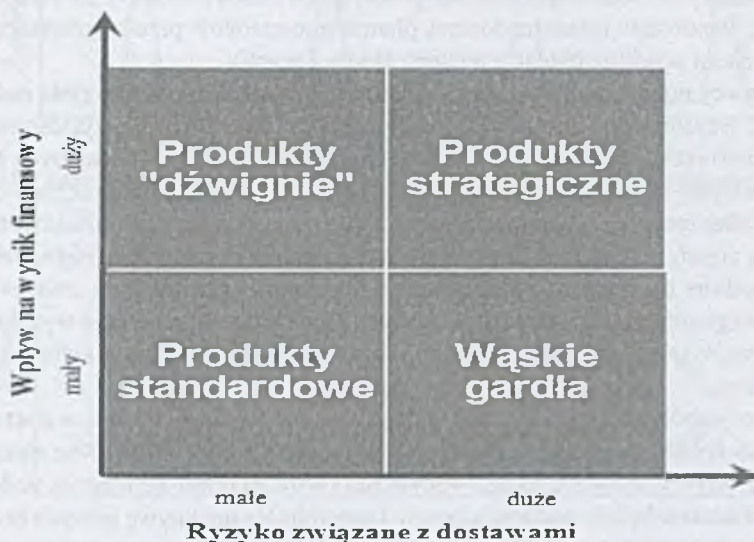 Wpływ na wynik finansowy
duży
mały
Produkty
"dźwignie"
Produkty
strategiczne
Produkty
standardowe
Wąskie
gardła
małe
duże
Ryzyko związane z dostawami